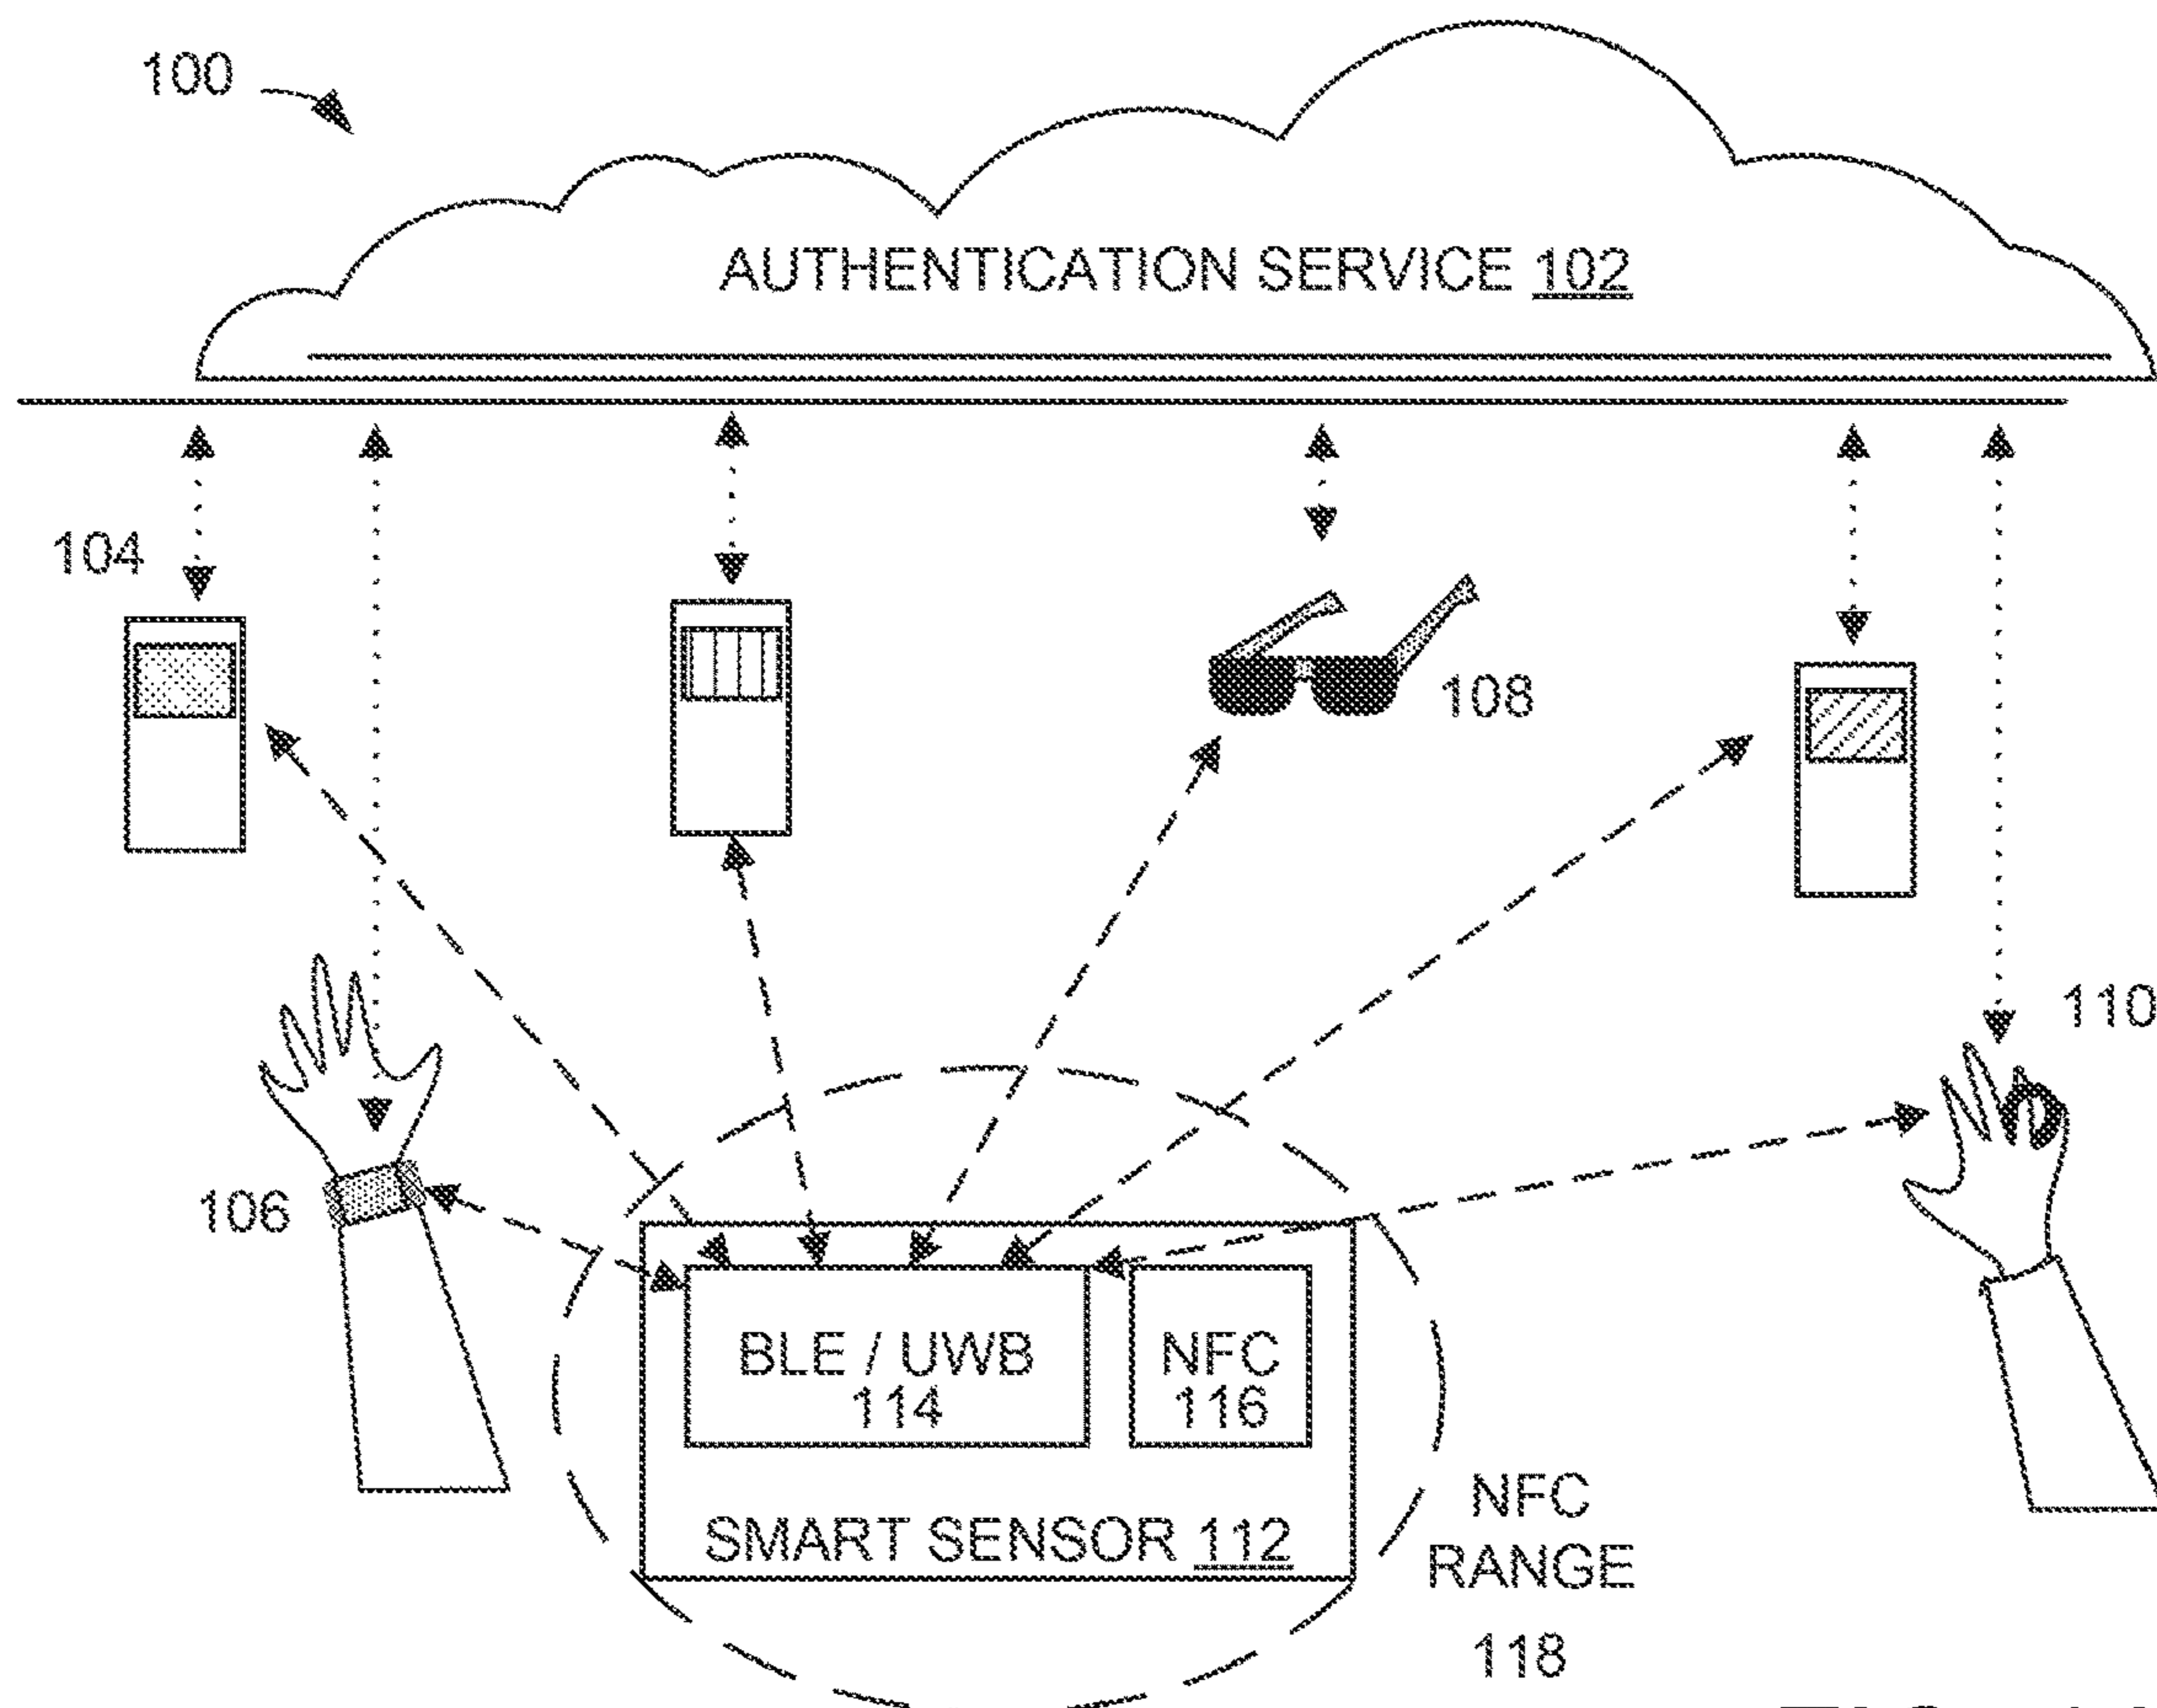 100
AUTHENTICATION SERVICE 102
104
108
110
106
BLE / UWB
114
NFC
116
SMART SENSOR 112
NFC
RANGE
118